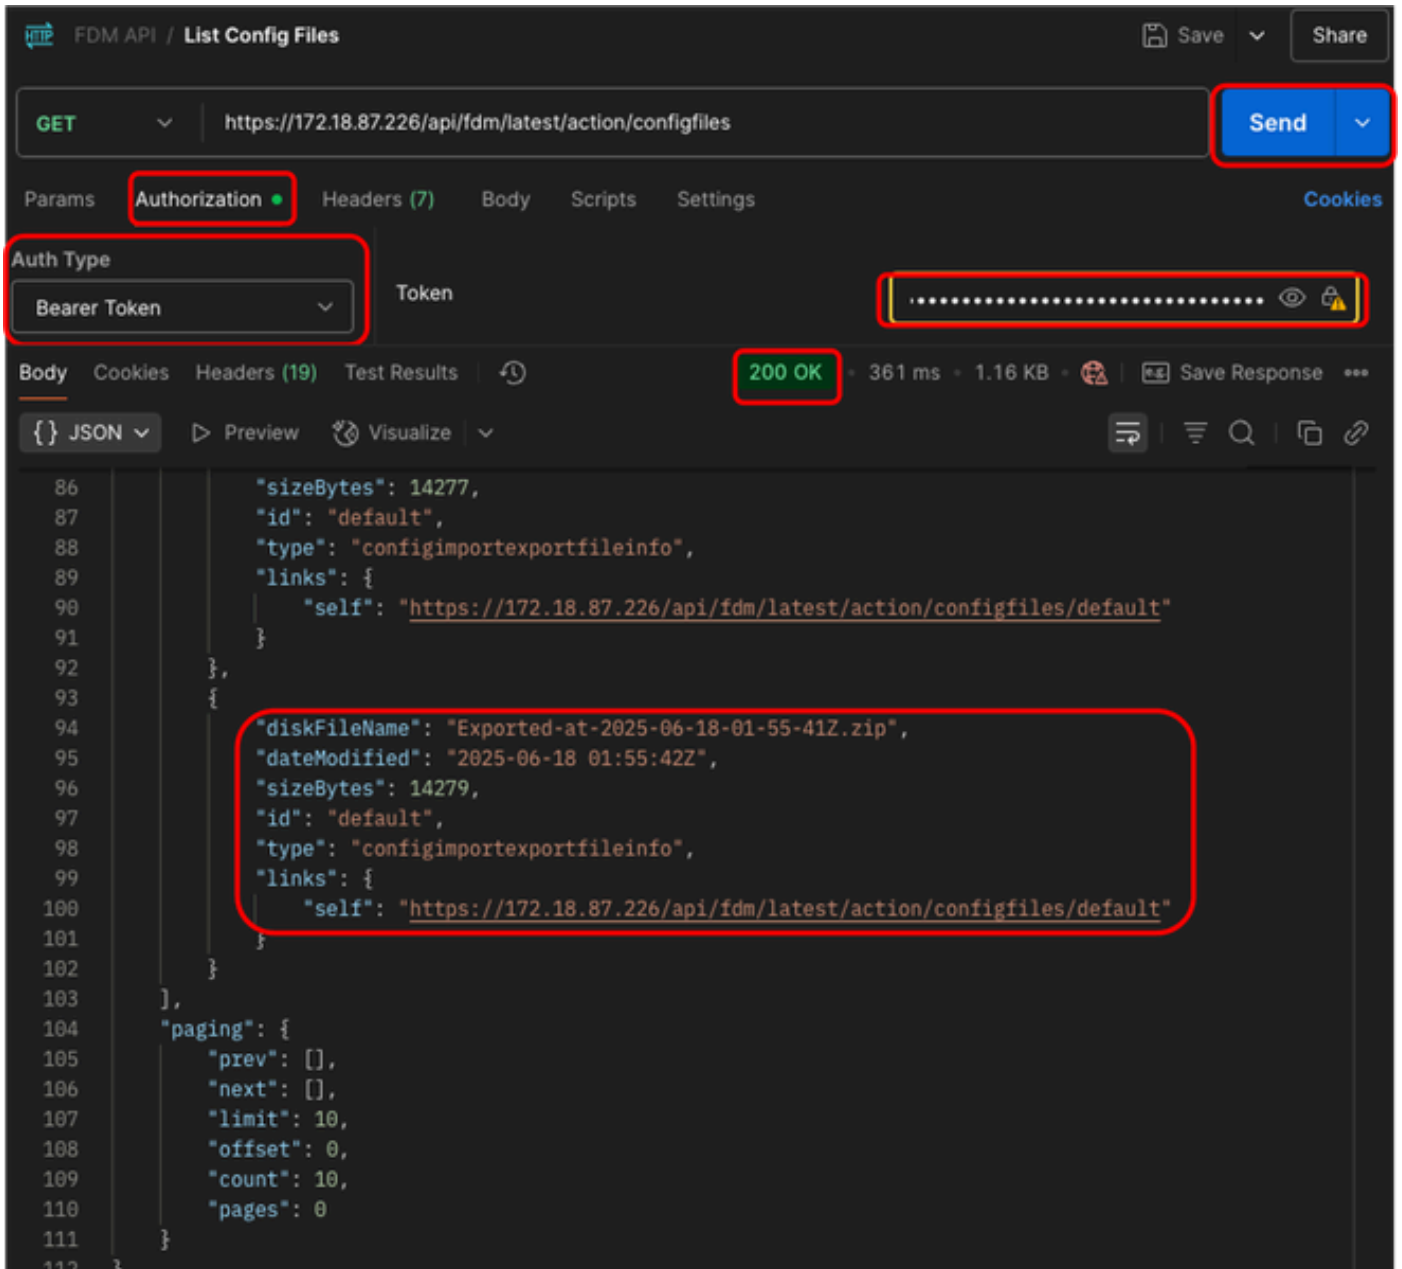 HTTP FDM API / List Config Files Save Share
GET https://172.18.87.226/api/fdm/latest/action/configfiles Send
Params Authorization Headers (7) Body Scripts Settings Cookies
Auth Type
Bearer Token
Token
Body Cookies Headers (19) Test Results 200 OK 361 ms 1.16 KB e.g. Save Response
{} JSON Preview Visualize
86 "sizeBytes": 14277,
87 "id": "default",
88 "type": "configimportexportfileinfo",
89 "links": {
90 "self": "https://172.18.87.226/api/fdm/latest/action/configfiles/default"
91 }
92 },
93 {
94 "diskFileName": "Exported-at-2025-06-18-01-55-41Z.zip",
95 "dateModified": "2025-06-18 01:55:42Z",
96 "sizeBytes": 14279,
97 "id": "default",
98 "type": "configimportexportfileinfo",
99 "links": {
100 "self": "https://172.18.87.226/api/fdm/latest/action/configfiles/default"
101 }
102 }
103 ],
104 "paging": {
105 "prev": [],
106 "next": [],
107 "limit": 10,
108 "offset": 0,
109 "count": 10,
110 "pages": 0
111 }
112 }